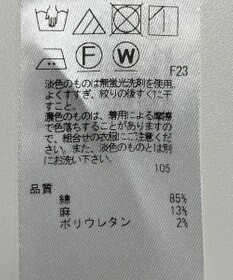 F W
F23
淡色のものは無蛍光洗剤を使用。
よくすすぎ、絞りの後すぐに干
すこと。
濃色のものは、着用による摩擦
で色落ちすることがありますの
で、組合せの衣服にご注意くだ
さい。また、淡色のものとは別
にお洗い下さい。
105
品質
綿 85%
麻 13%
ポリウレタン 2%